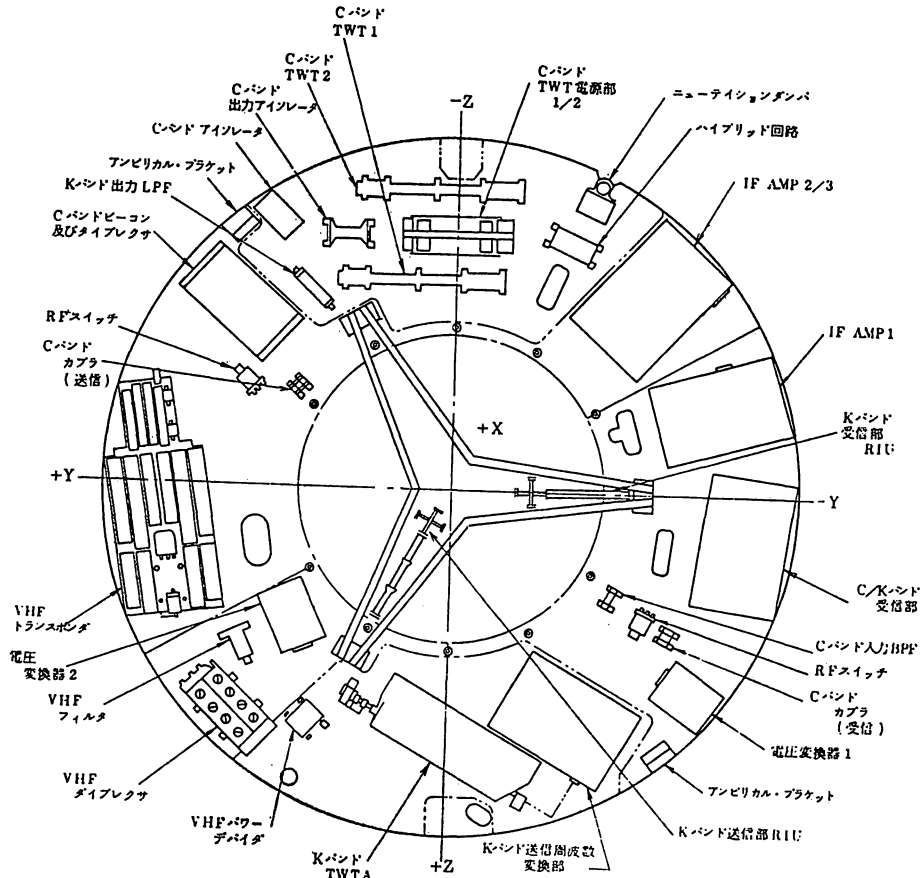 Cバンド
TWT1
Cバンド
TWT2
Cバンド
出力アイソレータ
Cバンド アイソレータ
アンビリカル・ブラケット
Kバンド出力LPF
Cバンドビーコン
及びダイプレクサ
RFスイッチ
Cバンド
カプラ
(送信)
Cバンド
TWT電源部
1/2
-Z
ニューテイションダンパ
ハイブリッド回路
IF AMP 2/3
IF AMP 1
Kバンド
受信部
RIU
+X
+Y
-Y
C/Kバンド
受信部
Cバンド入力BPF
RFスイッチ
Cバンド
カプラ
(受信)
電圧変換器1
アンビリカル・ブラケット
Kバンド送信部RIU
Kバンド送信周波数
変換部
+Z
Kバンド
TWTA
VHFパワー
デバイダ
VHF
ダイプレクサ
VHF
フィルタ
電圧
変換器2
VHF
トランスポンダ